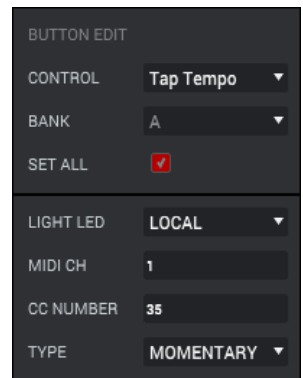 BUTTON EDIT
CONTROL Tap Tempo
BANK A
SET ALL
LIGHT LED LOCAL
MIDI CH 1
CC NUMBER 35
TYPE MOMENTARY